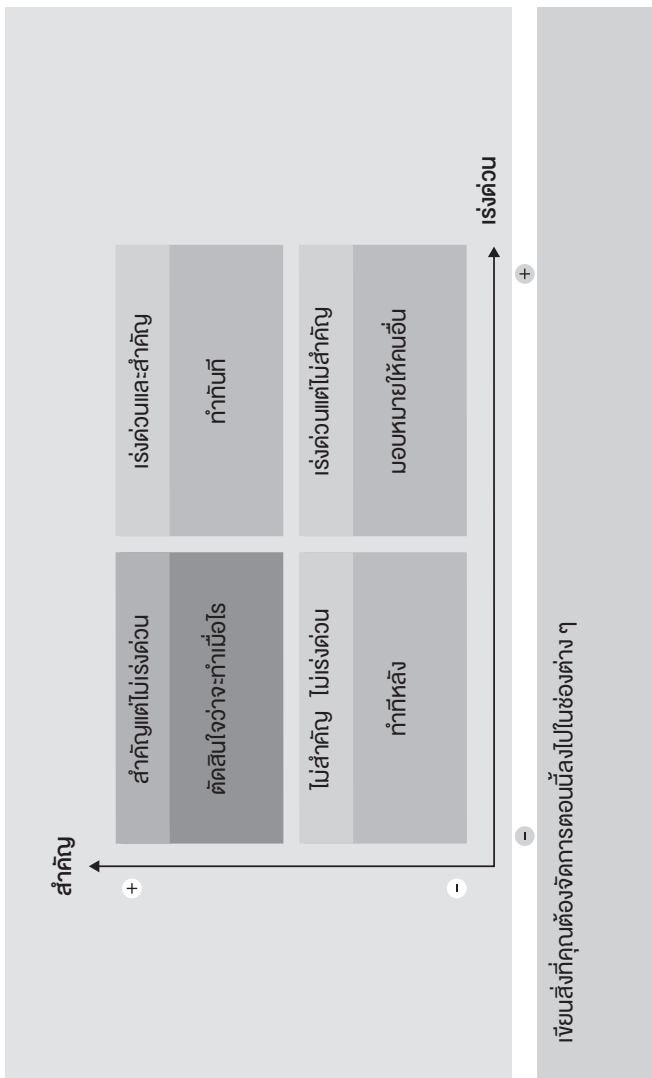 สำคัญ
+
-
สำคัญแต่ไม่เร่งด่วน
ตัดสินใจว่าจะทำเมื่อไร
เร่งด่วนและสำคัญ
ทำทันที
ไม่สำคัญ ไม่เร่งด่วน
ทำทีหลัง
เร่งด่วนแต่ไม่สำคัญ
มอบหมายให้คนอื่น
เร่งด่วน
-
+
เขียนสิ่งที่คุณต้องจัดการตอนนี้ลงไปในช่องต่าง ๆ